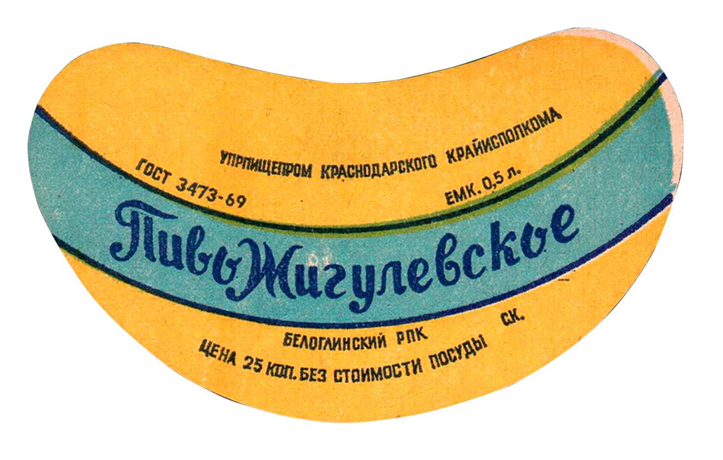 УПРПИЩЕПРОМ КРАСНОДАРСКОГО КРАЙИСПОЛКОМА
ГОСТ 3473-69
ЕМК. 0,5 л.
Пиво Жигулевское
БЕЛОГЛИНСКИЙ РПК
С.К.
ЦЕНА 25 КОП. БЕЗ СТОИМОСТИ ПОСУДЫ